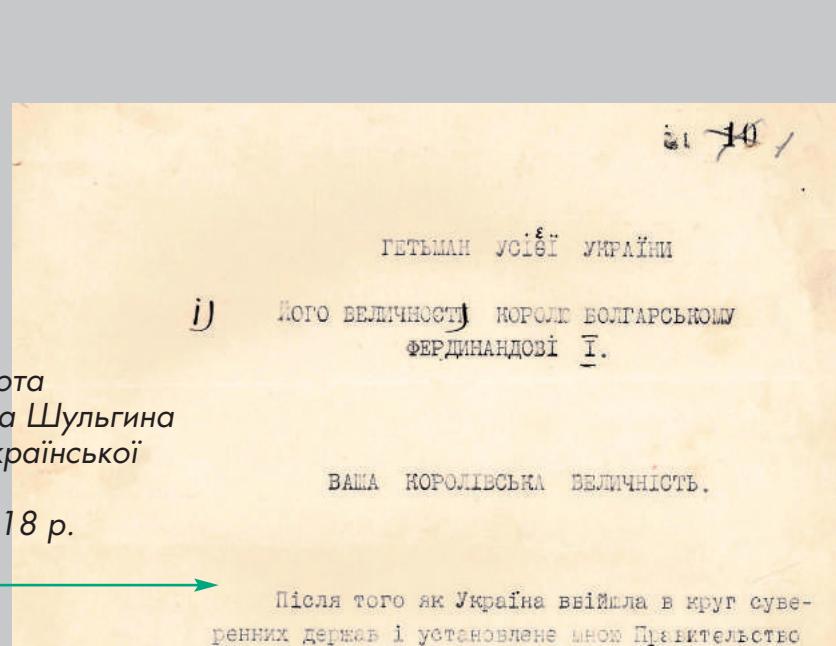 10
ГЕТЬМАН УСІЄЇ УКРАЇНИ
і) ЙОГО ВЕЛИЧНОСТІ КОРОЛЮ БОЛГАРСЬКОМУ
ФЕРДИНАНДОВІ I.
ота
а Шульгина
країнської
18 р.
ВАША КОРОЛІВСЬКА ВЕЛИЧНІСТЬ.
Після того як Україна ввійшла в круг суве-
ренних держав і установлене мною Правительство